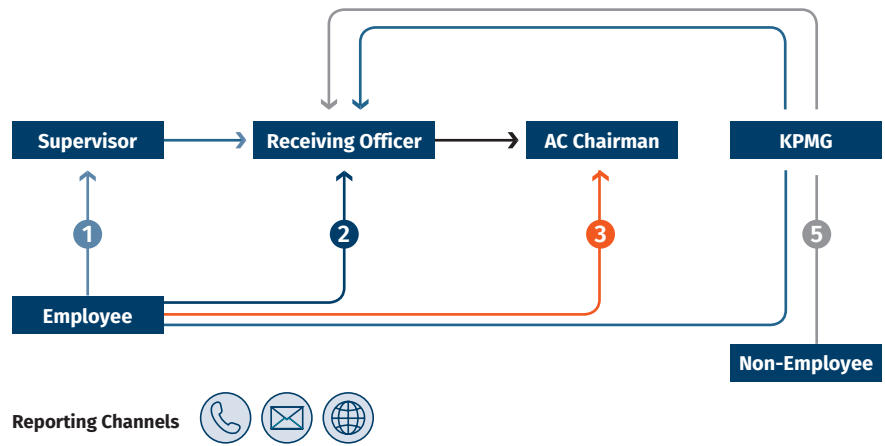 Supervisor
Receiving Officer
AC Chairman
KPMG
1
2
3
5
Employee
Non-Employee
Reporting Channels